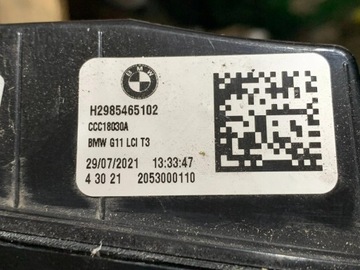 BMW
H2985465102
CCC18030A
BMW G11 LCI T3
29/07/2021 13:33:47
4 30 21 2053000110